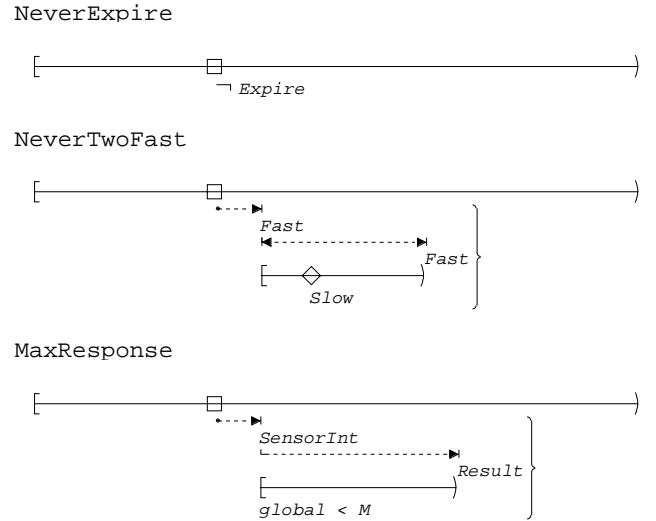 NeverExpire
¬ Expire
NeverTwoFast
Fast
Fast
Slow
MaxResponse
SensorInt
Result
global < M